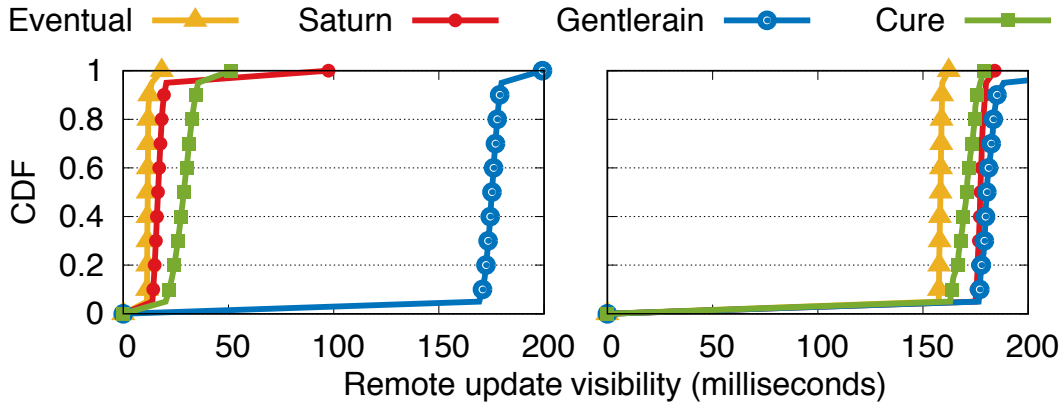 Eventual Saturn Gentlerain Cure
1
0.8
0.6
0.4
0.2
0
CDF
0 50 100 150 200 0 50 100 150 200
Remote update visibility (milliseconds)